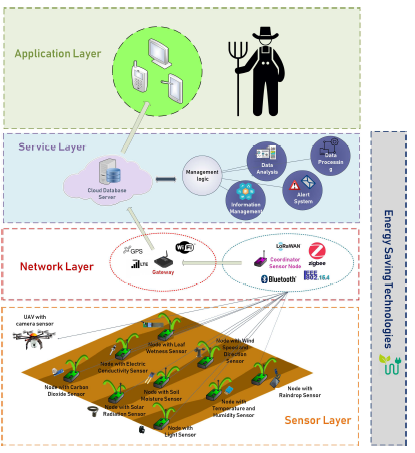 Application Layer
Service Layer
Cloud Database
Server
Management
logic
Data
Analysis
Data
Processin
g
Alert
System
Information
Management
Network Layer
GPS
LTE
WiFi
Gateway
LoRaWAN
Coordinator
Sensor Node
zigbee
Bluetooth
IEEE
802.15.4
Energy Saving Technologies
UAV with
camera sensor
Node with Leaf
Wetness Sensor
Node with Wind
Speed and
Direction
Sensor
Node with Electric
Conductivity Sensor
Node with Carbon
Dioxide Sensor
Node with Soil
Moisture Sensor
Node with
Raindrop Sensor
Node with Solar
Radiation Sensor
Node with
Temperature and
Humidity Sensor
Node with
Light Sensor
Sensor Layer